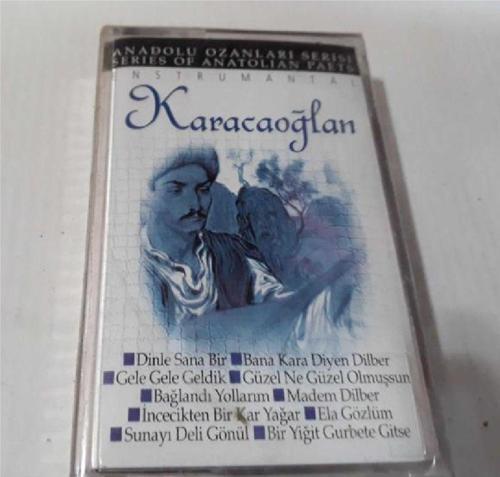 ANADOLU OZANLARI SERİSİ
SERIES OF ANATOLIAN PAETS
NSTRUMANTAL
Karacaoğlan
■ Dinle Sana Bir ■ Bana Kara Diyen Dilber
■ Gele Gele Geldik ■ Güzel Ne Güzel Olmuşsun
■ Bağlandı Yollarım ■ Madem Dilber
■ İncecikten Bir Kar Yağar ■ Ela Gözlüm
■ Sunayı Deli Gönül ■ Bir Yiğit Gurbete Gitse